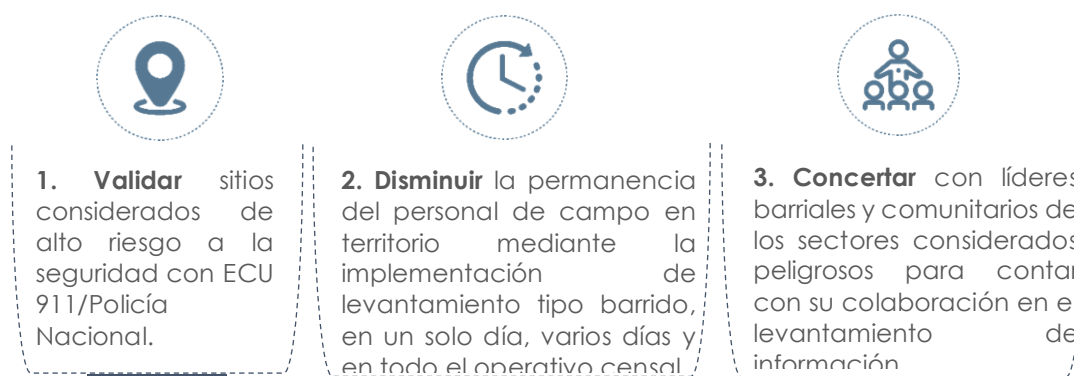 1. Validar sitios
considerados de
alto riesgo a la
seguridad con ECU
911/Policía
Nacional.
2. Disminuir la permanencia
del personal de campo en
territorio mediante la
implementación de
levantamiento tipo barrido,
en un solo día, varios días y
en todo el operativo censal
3. Concertar con líderes
barriales y comunitarios de
los sectores considerados
peligrosos para contar
con su colaboración en el
levantamiento de
información